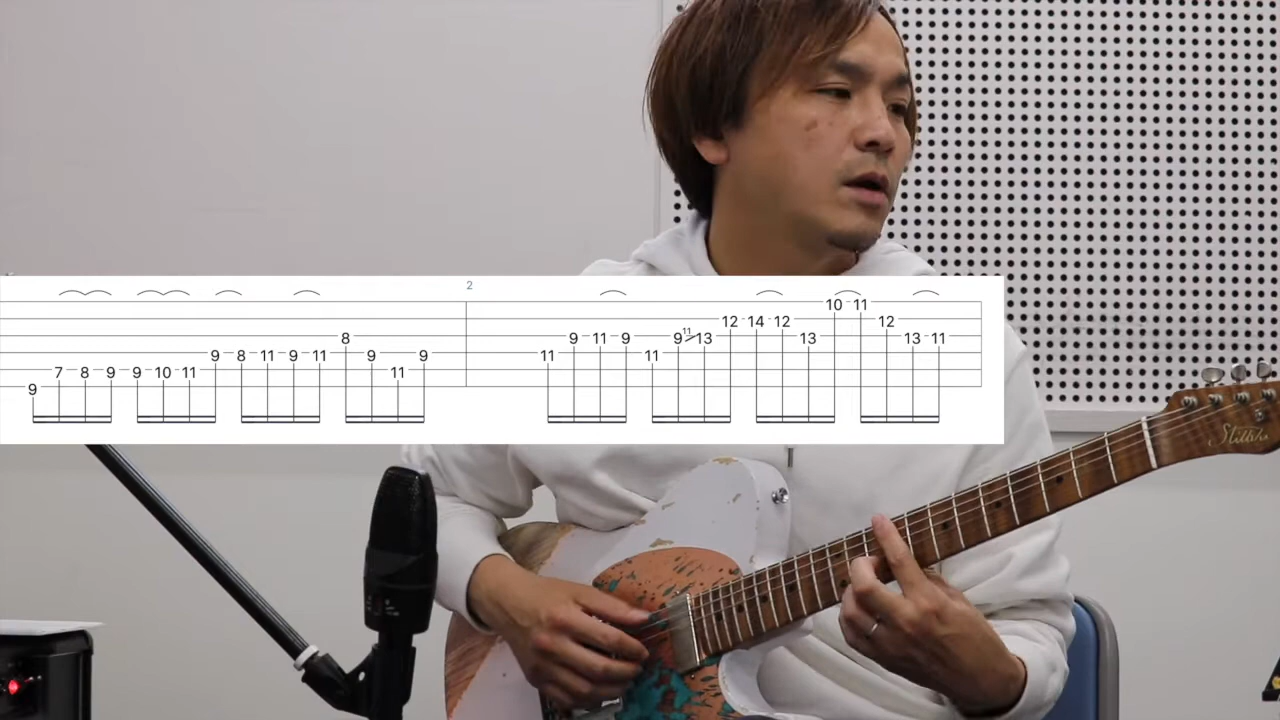 2
10 11
12 14 12 12
8 9 11 9 9 11 13 13 13 11
9 8 11 9 11 9 9 11 11
7 8 9 9 10 11 11
9